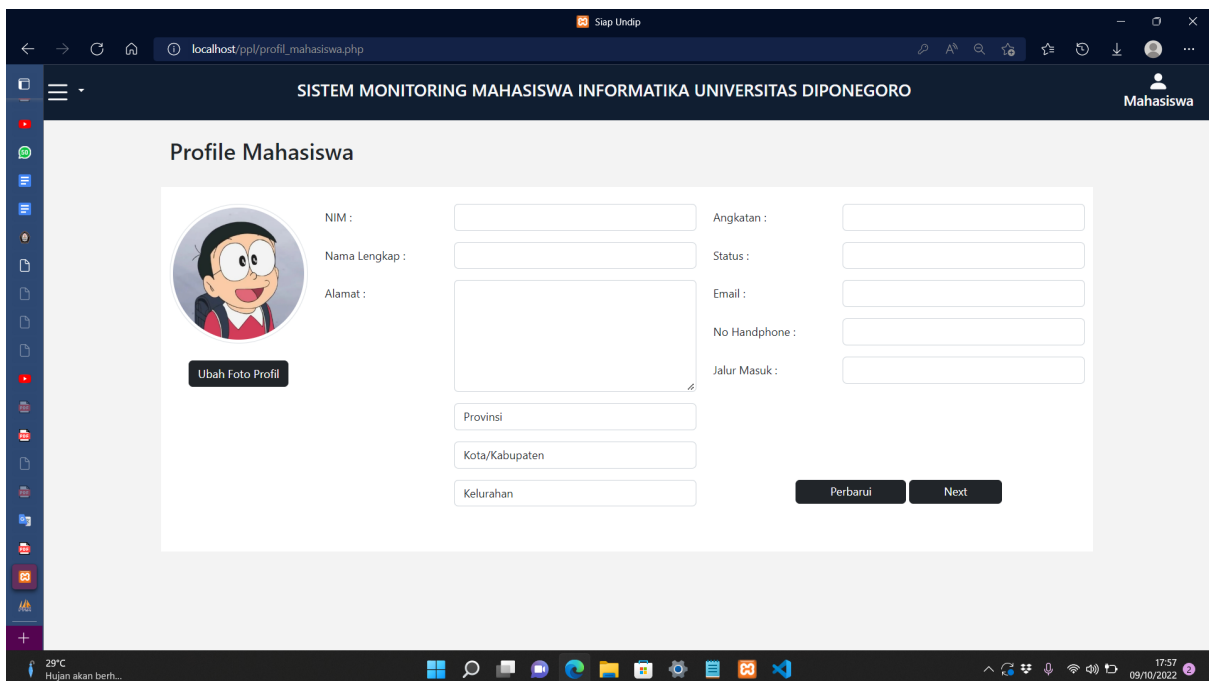 Siap Undip
localhost/ppl/profil_mahasiswa.php
SISTEM MONITORING MAHASISWA INFORMATIKA UNIVERSITAS DIPONEGORO
Mahasiswa
Profile Mahasiswa
NIM :
Nama Lengkap :
Alamat :
Provinsi
Kota/Kabupaten
Kelurahan
Angkatan :
Status :
Email :
No Handphone :
Jalur Masuk :
Ubah Foto Profil
Perbarui
Next
29°C
Hujan akan berh...
17:57
09/10/2022
2